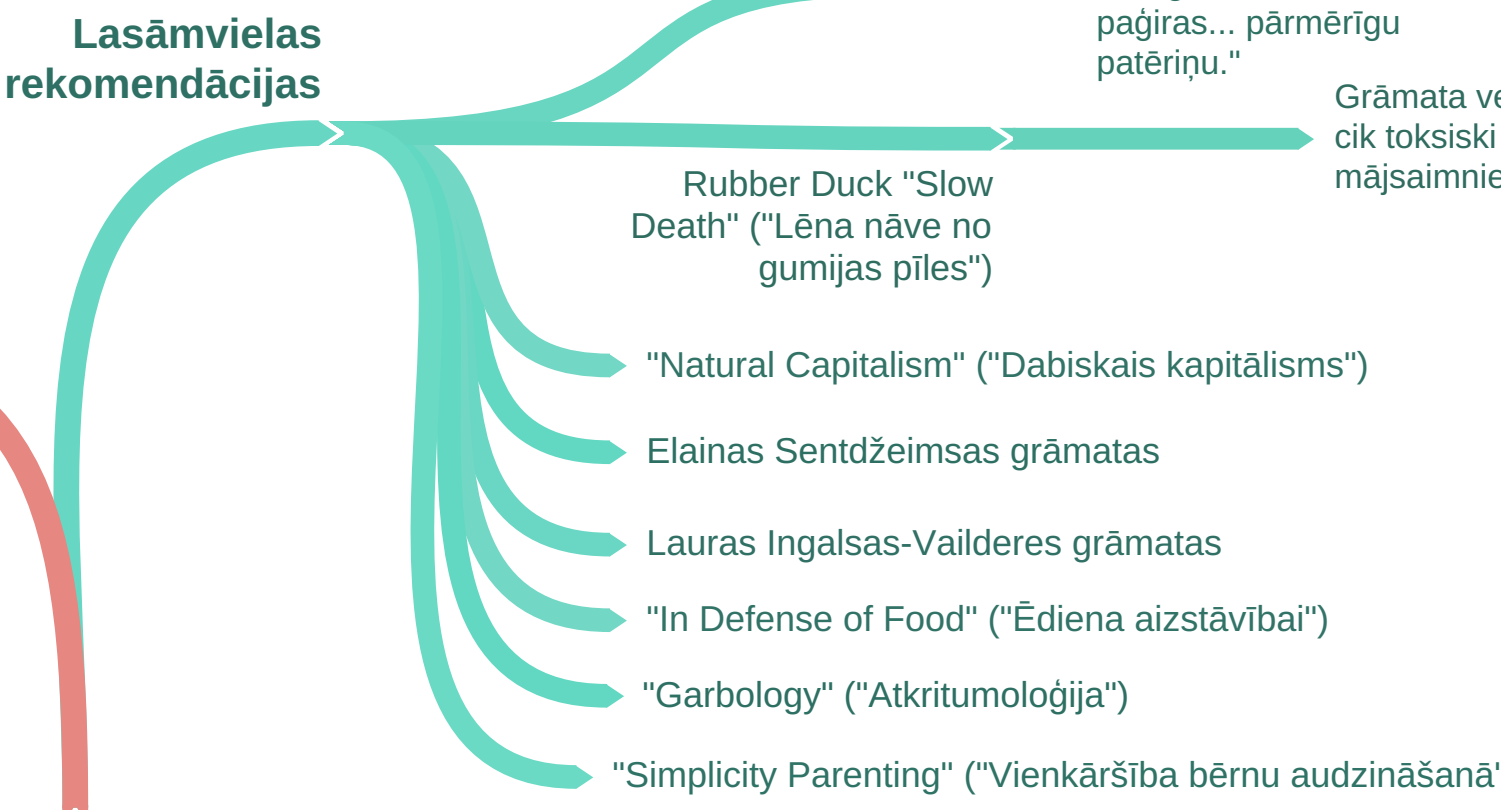 Lasāmvielas
rekomendācijas
paģiras... pārmērīgu
patēriņu."
Grāmata
cik toksiski
Rubber Duck "Slow
Death" ("Lēna nāve no
gumijas pīles")
"Natural Capitalism" ("Dabiskais kapitālisms")
Elainas Sentdžeimsas grāmatas
Lauras Ingalsas-Vailderes grāmatas
"In Defense of Food" ("Ēdiena aizstāvībai")
"Garbology" ("Atkritumoloģija")
"Simplicity Parenting" ("Vienkāršība bērnu audzināšanā"